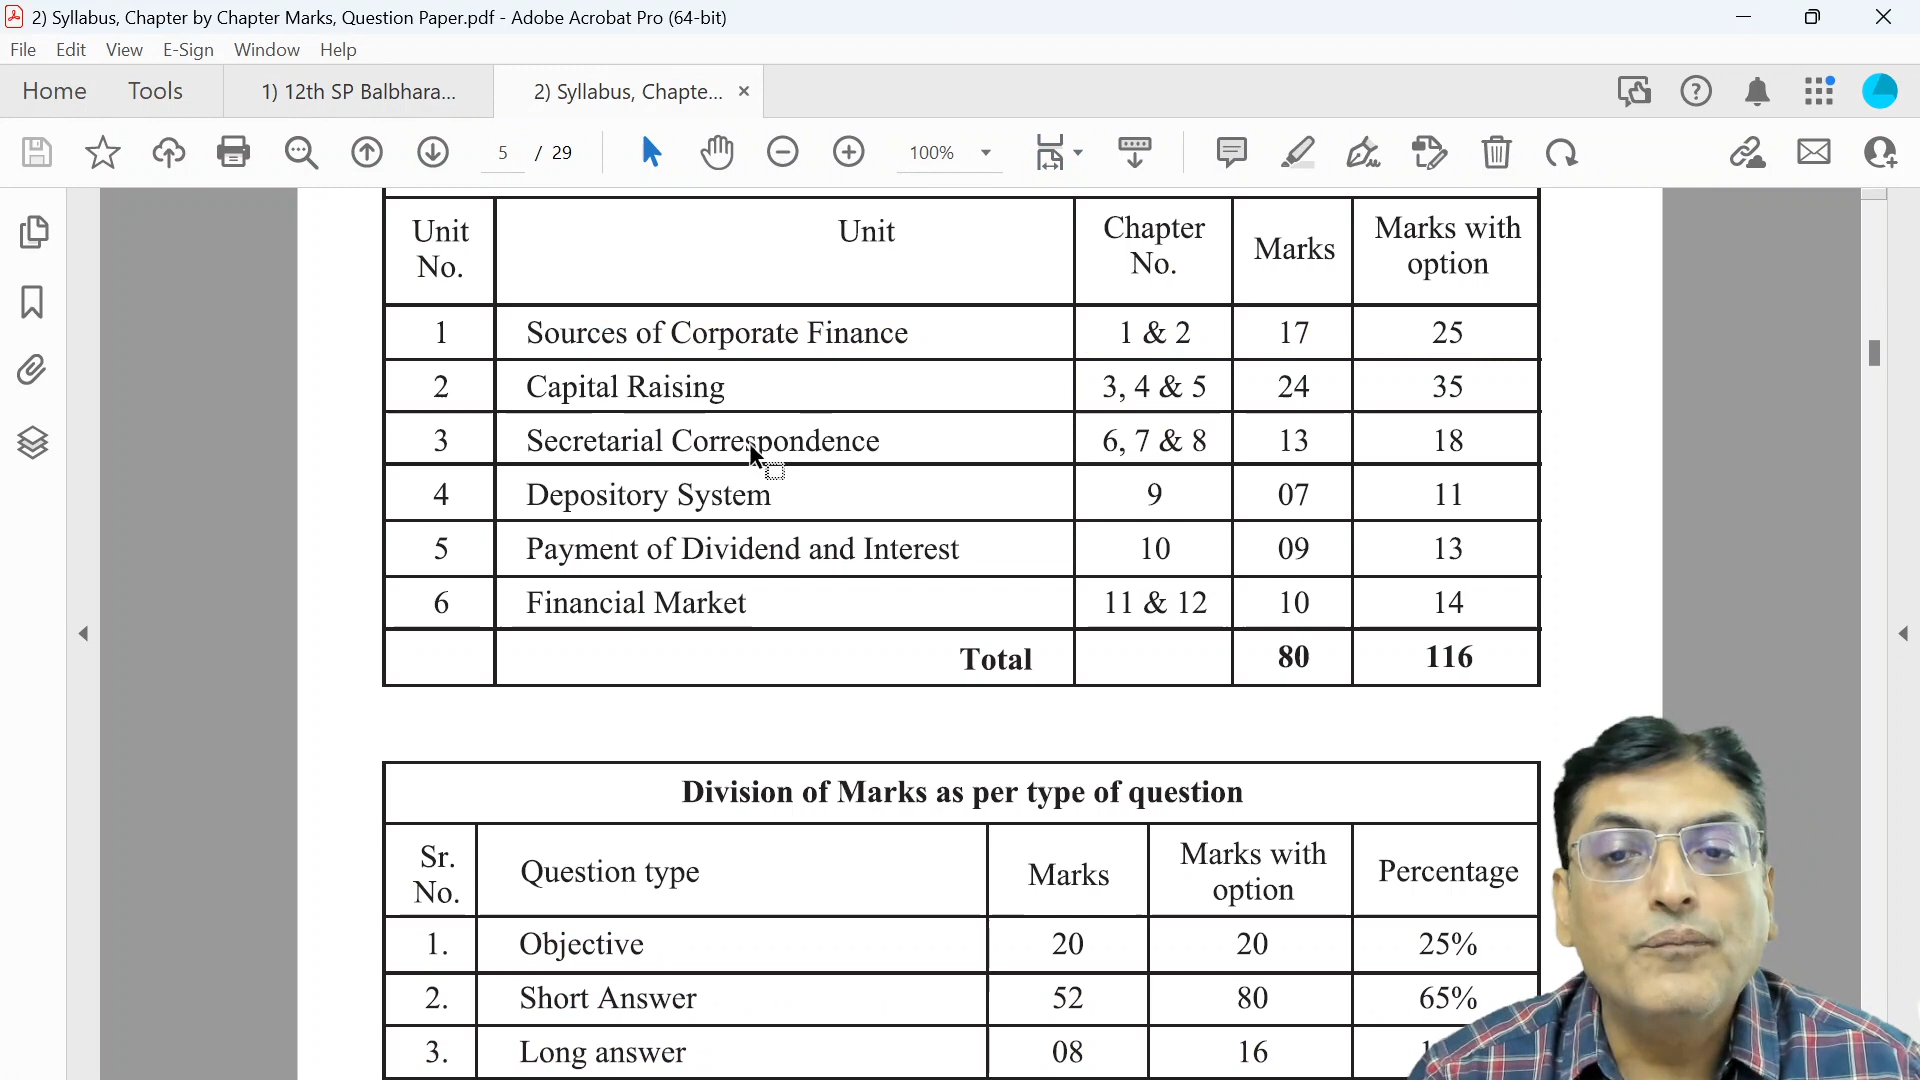 2) Syllabus, Chapter by Chapter Marks, Question Paper.pdf - Adobe Acrobat Pro (64-bit)
File Edit View E-Sign Window Help
Home Tools 1) 12th SP Balbhara... 2) Syllabus, Chapte... ×
5 / 29 100%
Unit No. Unit Chapter No. Marks Marks with option
1 Sources of Corporate Finance 1 & 2 17 25
2 Capital Raising 3, 4 & 5 24 35
3 Secretarial Correspondence 6, 7 & 8 13 18
4 Depository System 9 07 11
5 Payment of Dividend and Interest 10 09 13
6 Financial Market 11 & 12 10 14
Total 80 116
Division of Marks as per type of question
Sr. No. Question type Marks Marks with option Percentage
1. Objective 20 20 25%
2. Short Answer 52 80 65%
3. Long answer 08 16